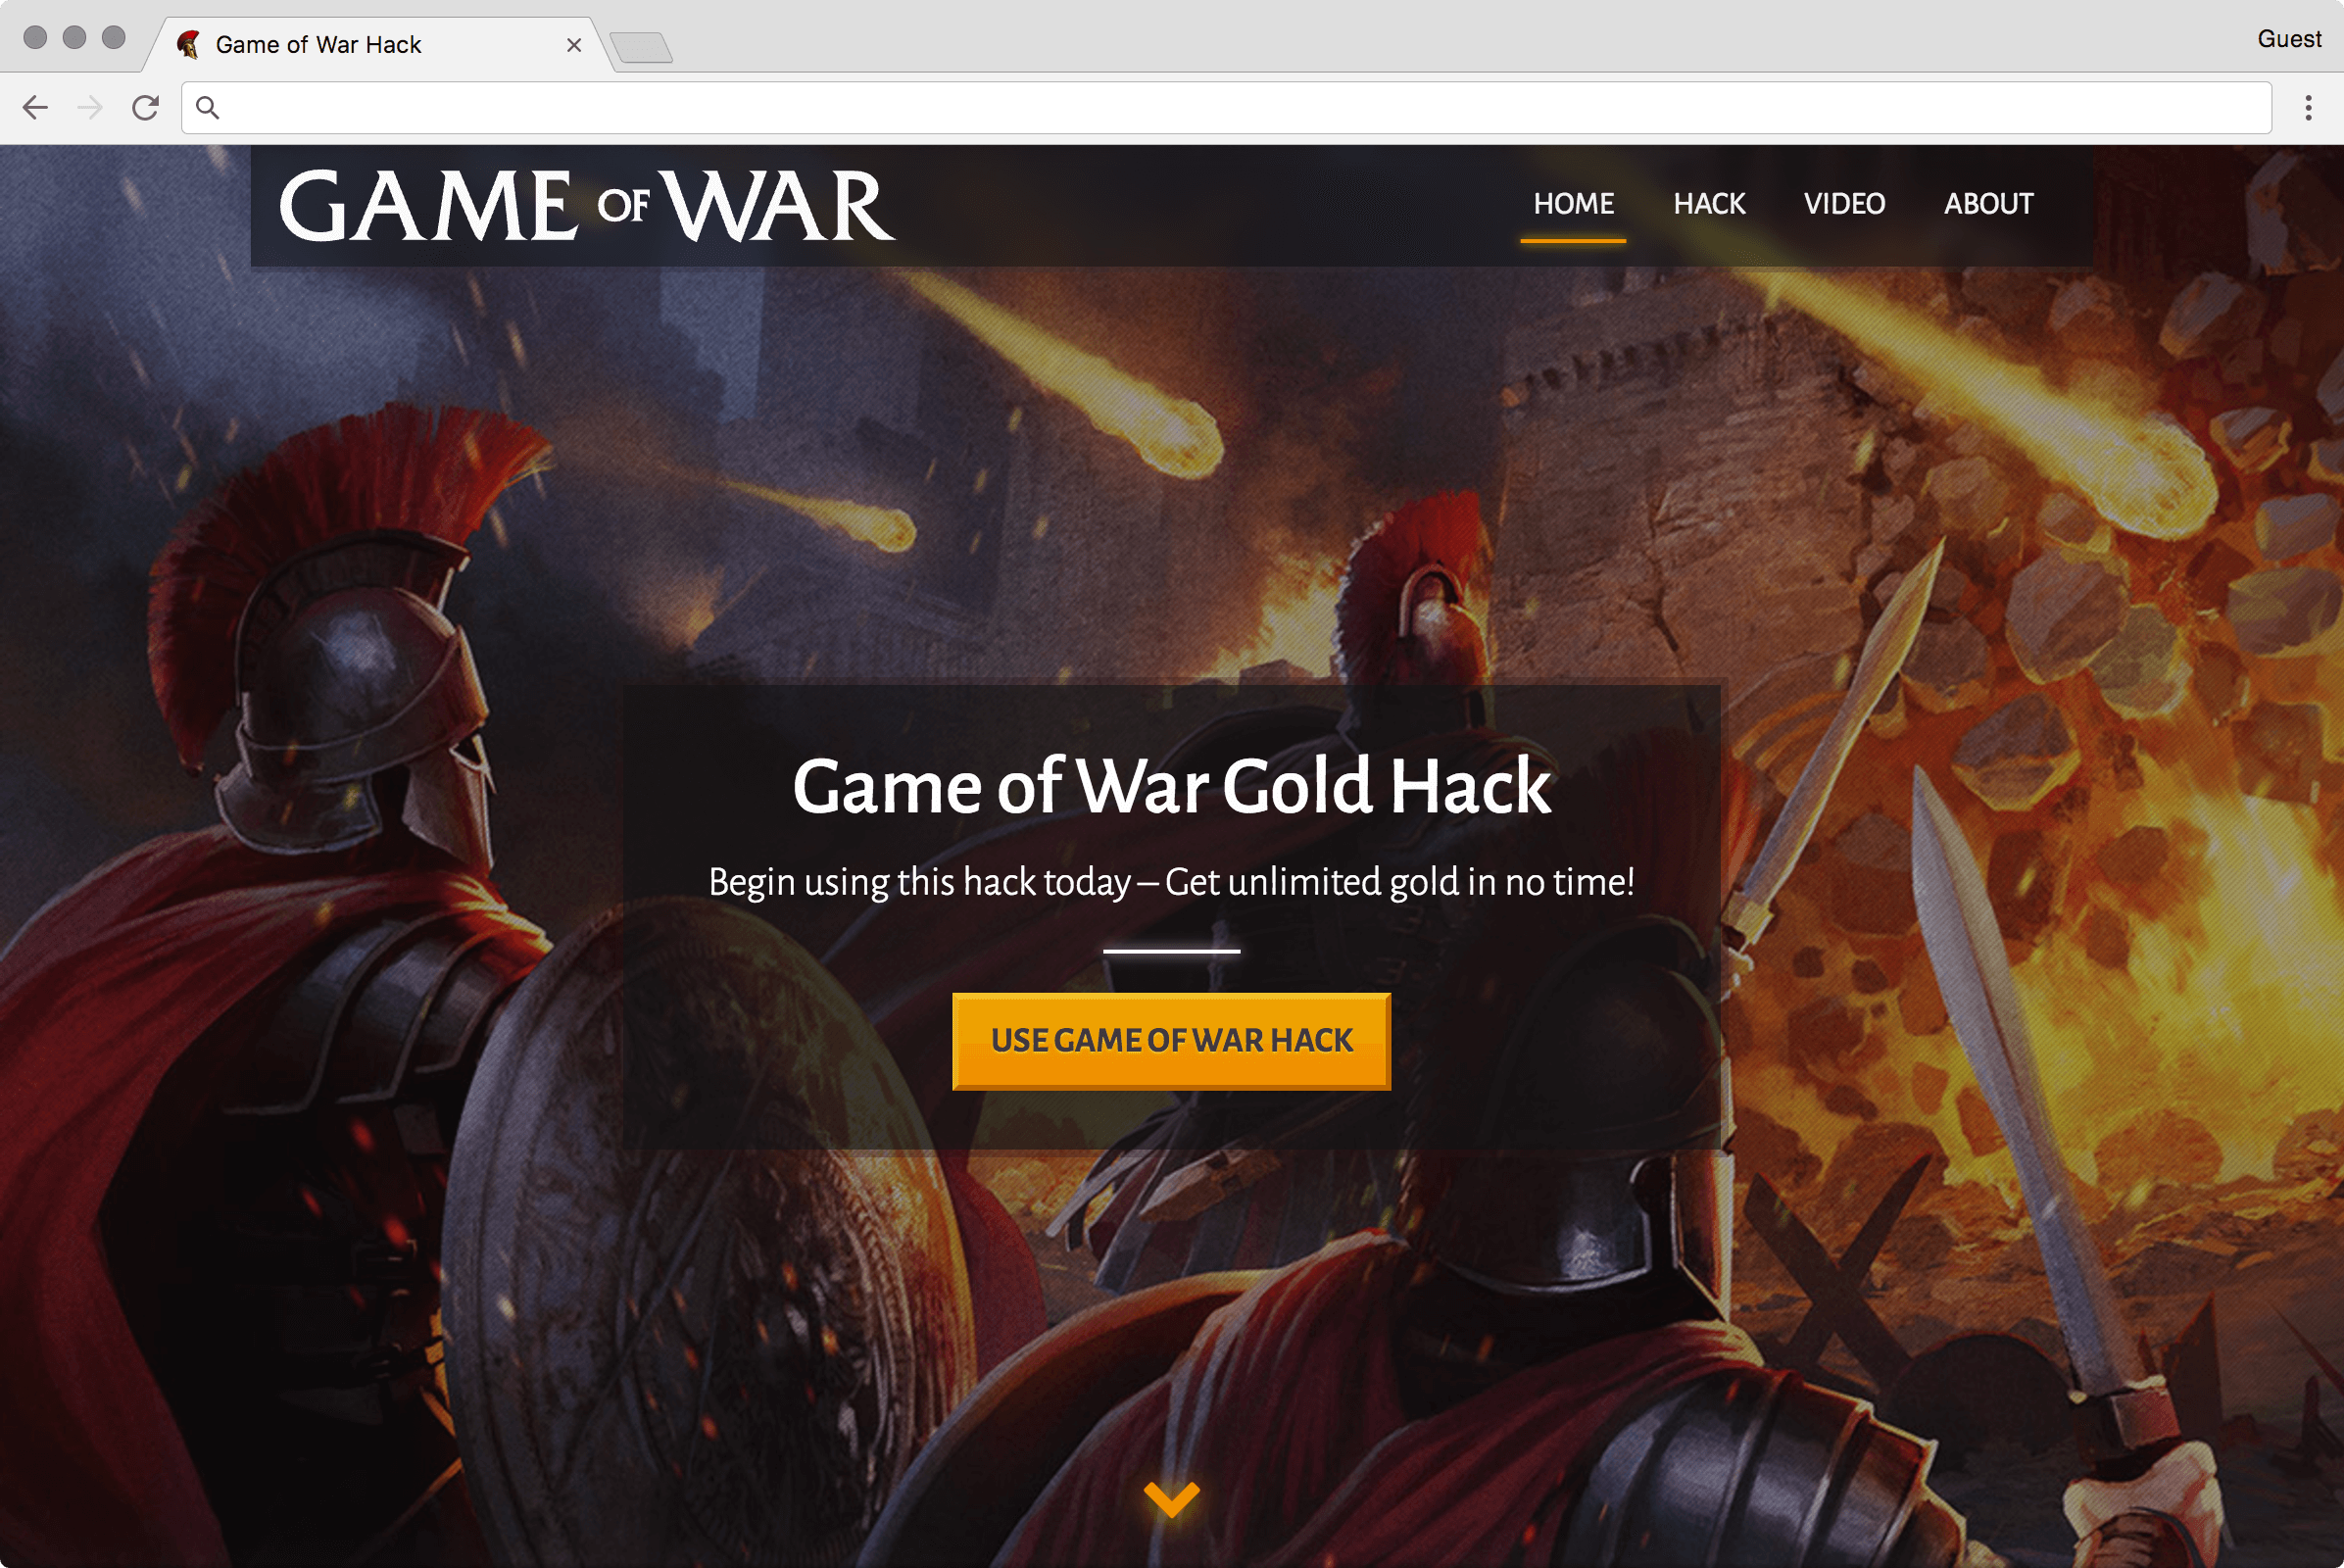 Game of War Hack
Guest
GAME OF WAR
HOME
HACK
VIDEO
ABOUT
Game of War Gold Hack
Begin using this hack today – Get unlimited gold in no time!
USE GAME OF WAR HACK